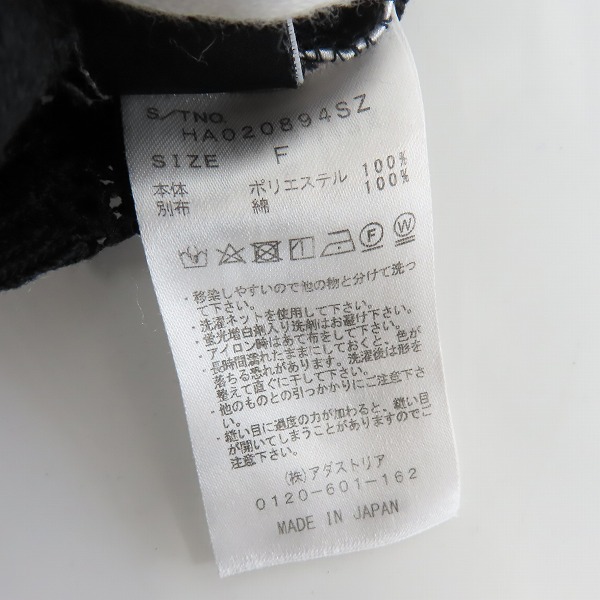 S/TNO.
HA020894SZ
SIZE F
本体 ポリエステル 100%
別布 綿 100%
F W
・移染しやすいので他の物と分けて洗っ
て下さい。
・洗濯ネットを使用して下さい。
・蛍光増白剤入り洗剤はお避け下さい。
・アイロン時はあて布をして下さい。
・長時間濡れたままにしておくと、色が
落ちる恐れがあります。洗濯後は形を
整えて直ぐに干して下さい。
・他のものとの引っかかりにご注意下さ
い。
・縫い目に過度の力が加わると、縫い目
が開いてしまうことがありますのでご
注意下さい。
(株)アダストリア
0120-601-162
MADE IN JAPAN